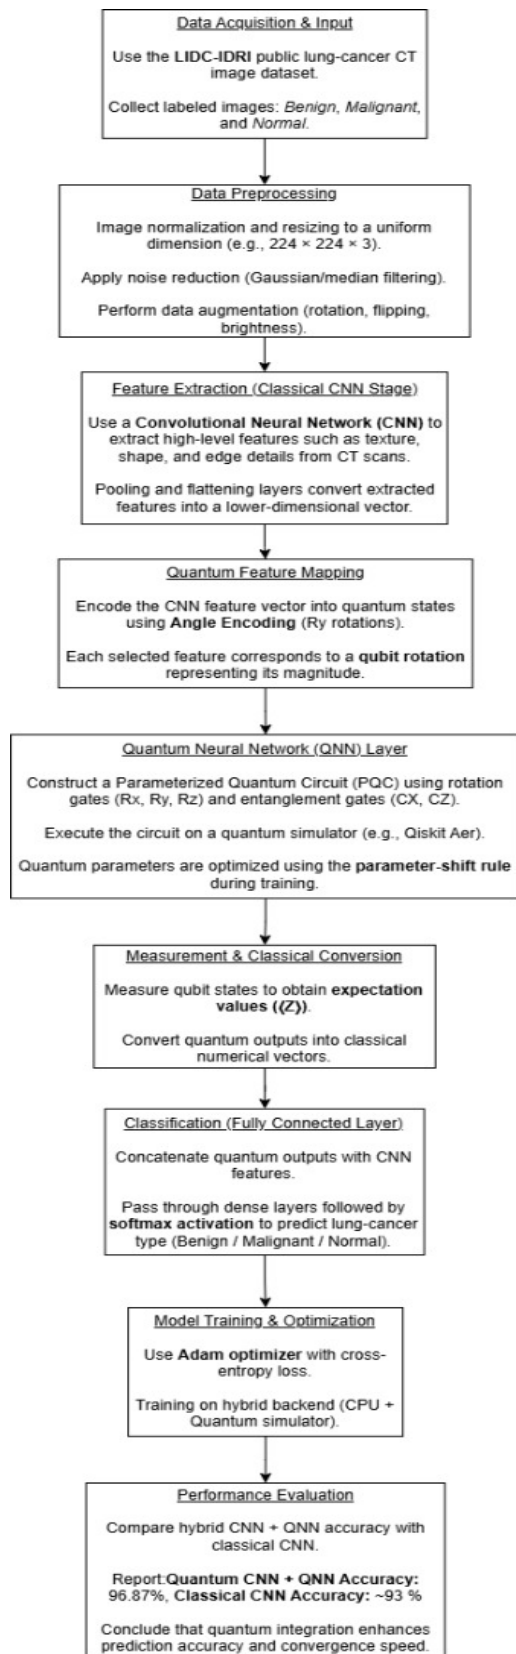 Data Acquisition & Input
Use the LIDC-IDRI public lung-cancer CT
image dataset.
Collect labeled images: Benign, Malignant,
and Normal.
Data Preprocessing
Image normalization and resizing to a uniform
dimension (e.g., 224 × 224 × 3).
Apply noise reduction (Gaussian/median filtering).
Perform data augmentation (rotation, flipping,
brightness).
Feature Extraction (Classical CNN Stage)
Use a Convolutional Neural Network (CNN) to
extract high-level features such as texture,
shape, and edge details from CT scans.
Pooling and flattening layers convert extracted
features into a lower-dimensional vector.
Quantum Feature Mapping
Encode the CNN feature vector into quantum states
using Angle Encoding (Ry rotations).
Each selected feature corresponds to a qubit rotation
representing its magnitude.
Quantum Neural Network (QNN) Layer
Construct a Parameterized Quantum Circuit (PQC) using rotation
gates (Rx, Ry, Rz) and entanglement gates (CX, CZ).
Execute the circuit on a quantum simulator (e.g., Qiskit Aer).
Quantum parameters are optimized using the parameter-shift rule
during training.
Measurement & Classical Conversion
Measure qubit states to obtain expectation
values (⟨Z⟩).
Convert quantum outputs into classical
numerical vectors.
Classification (Fully Connected Layer)
Concatenate quantum outputs with CNN
features.
Pass through dense layers followed by
softmax activation to predict lung-cancer
type (Benign / Malignant / Normal).
Model Training & Optimization
Use Adam optimizer with cross-
entropy loss.
Training on hybrid backend (CPU +
Quantum simulator).
Performance Evaluation
Compare hybrid CNN + QNN accuracy with
classical CNN.
Report:Quantum CNN + QNN Accuracy:
96.87%, Classical CNN Accuracy: ~93 %
Conclude that quantum integration enhances
prediction accuracy and convergence speed.